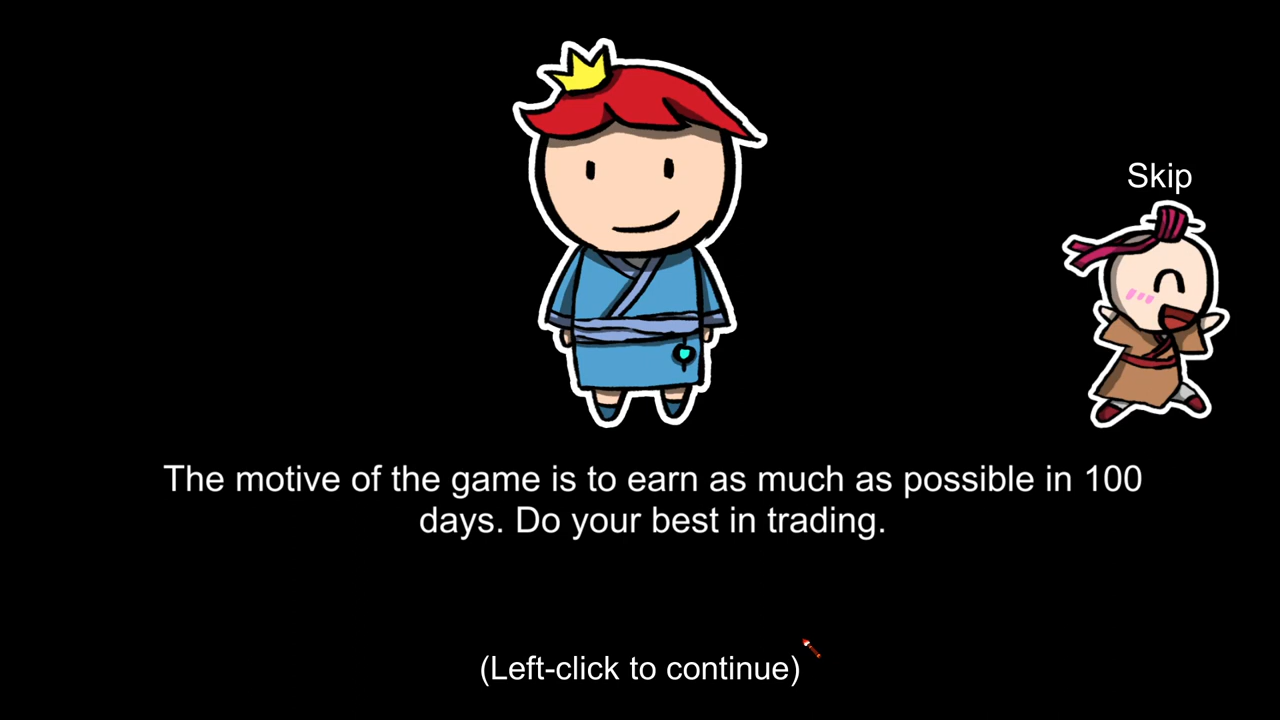 Skip
The motive of the game is to earn as much as possible in 100
days. Do your best in trading.
(Left-click to continue)